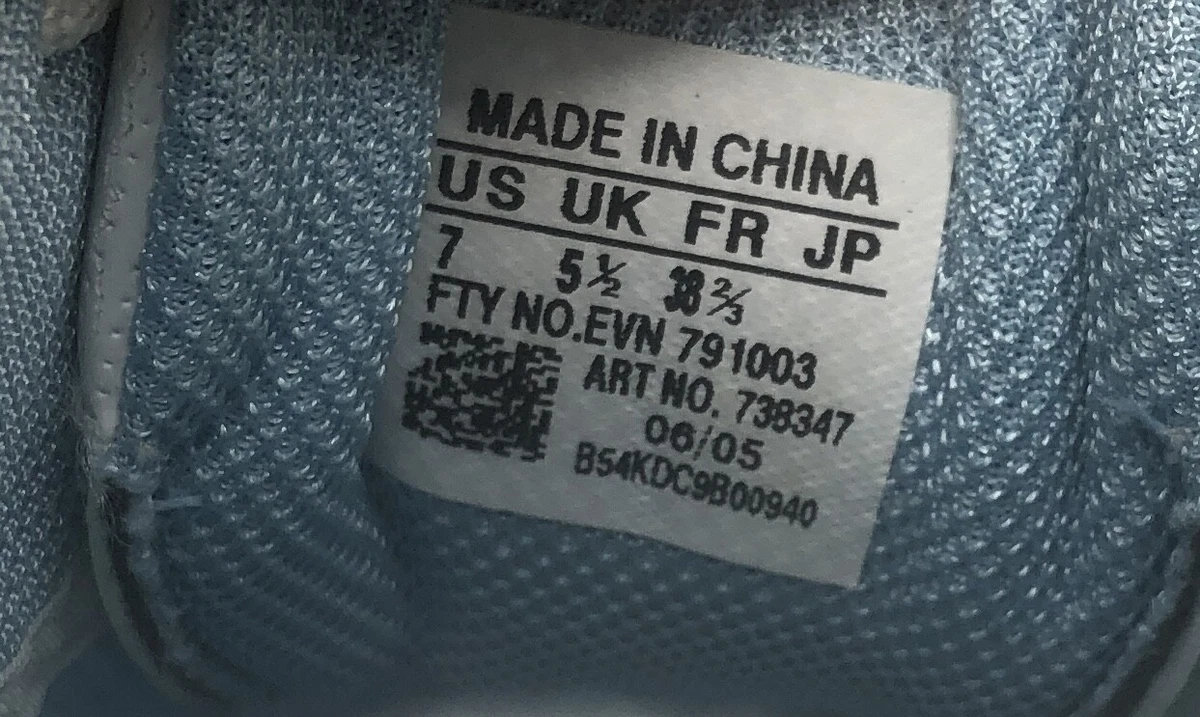 MADE IN CHINA
US UK FR JP
7 5½ 38⅔
FTY NO.EVN 791003
ART NO. 738347
06/05
B54KDC9B00940